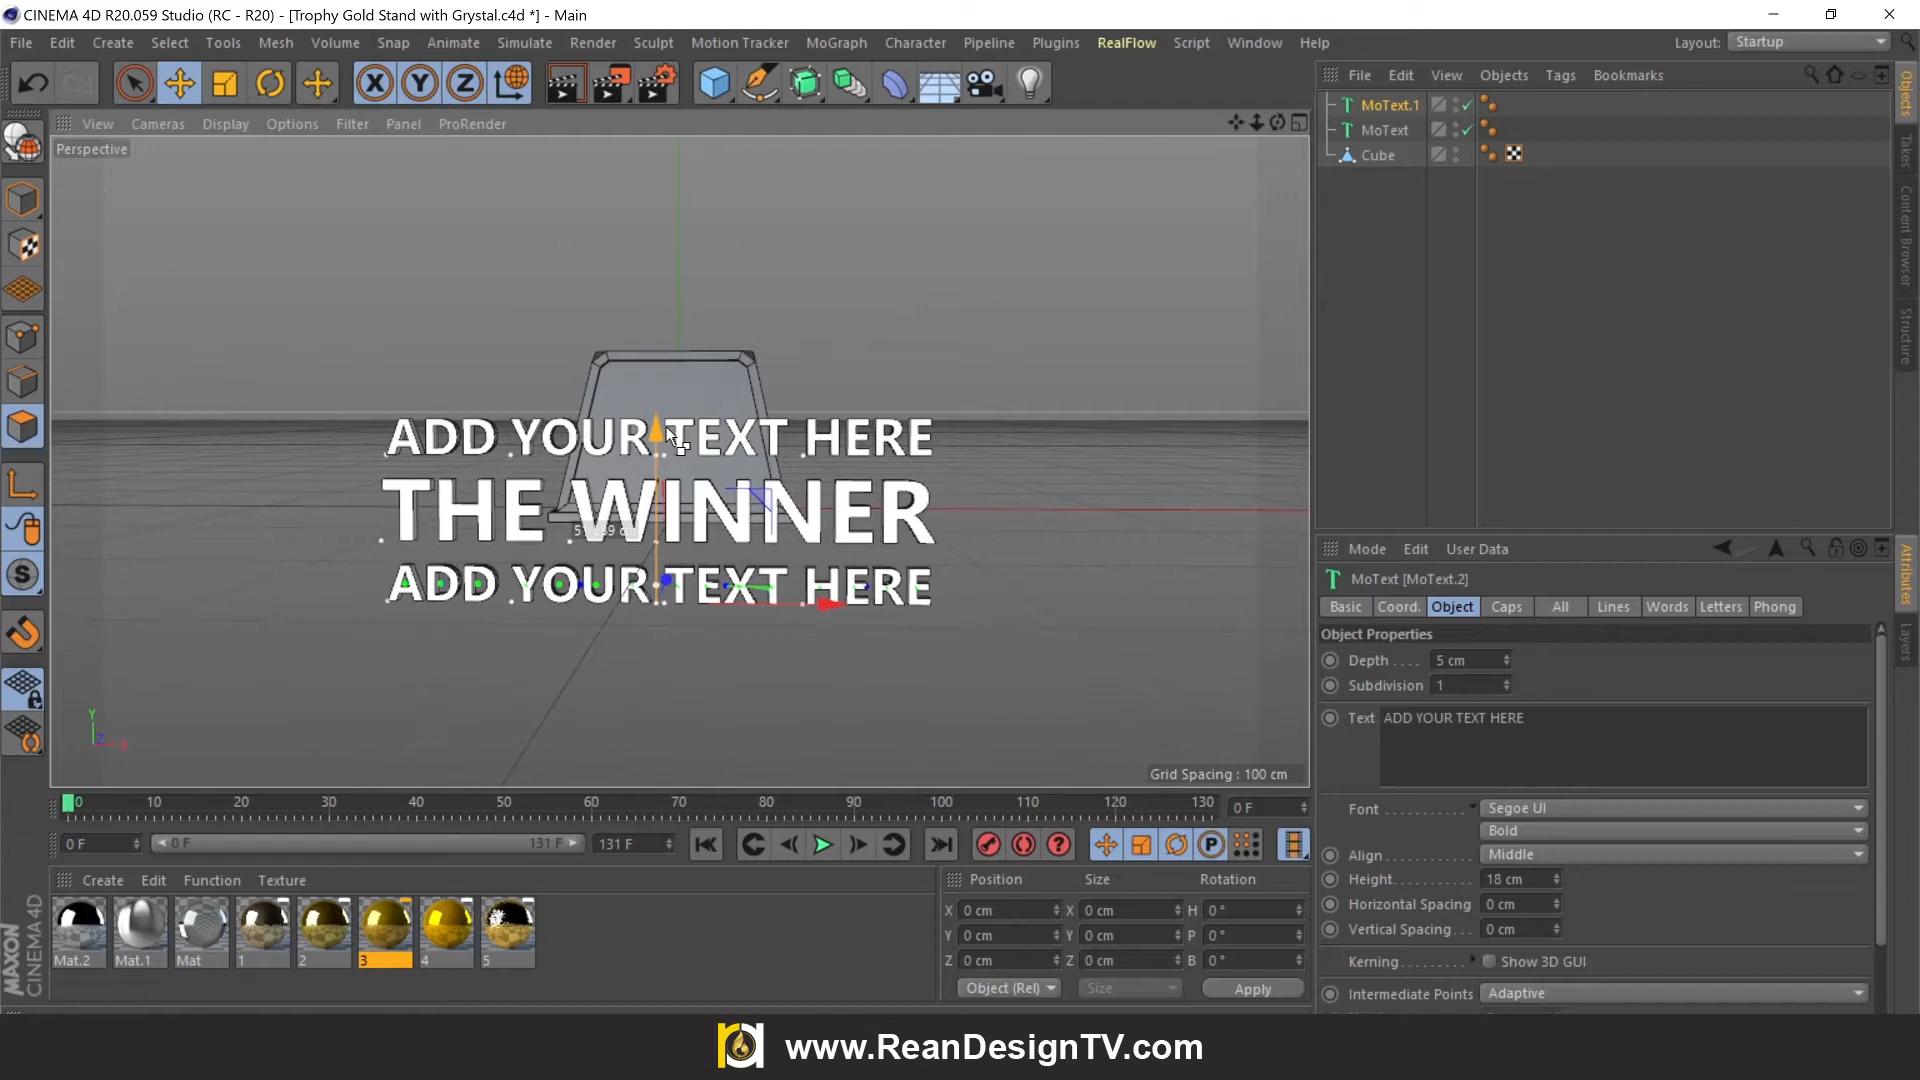 CINEMA 4D R20.059 Studio (RC - R20) - [Trophy Gold Stand with Grystal.c4d *] - Main
File Edit Create Select Tools Mesh Volume Snap Animate Simulate Render Sculpt Motion Tracker MoGraph Character Pipeline Plugins RealFlow Script Window Help
Layout: Startup
X Y Z
File Edit View Objects Tags Bookmarks
MoText.1
MoText
Cube
Objects
Takes
Content Browser
Structure
View Cameras Display Options Filter Panel ProRender
Perspective
ADD YOUR TEXT HERE
THE WINNER
ADD YOUR TEXT HERE
Y
Z
X
Grid Spacing : 100 cm
Mode Edit User Data
MoText [MoText.2]
Basic Coord. Object Caps All Lines Words Letters Phong
Object Properties
Depth . . . . 5 cm
Subdivision 1
Text ADD YOUR TEXT HERE
Font Segoe UI
Bold
Align Middle
Height 18 cm
Horizontal Spacing 0 cm
Vertical Spacing 0 cm
Kerning Show 3D GUI
Intermediate Points Adaptive
Attributes
Layers
0 10 20 30 40 50 60 70 80 90 100 110 120 130 0 F
0 F 0 F 131 F 131 F
P
Create Edit Function Texture
Mat.2 Mat.1 Mat 1 2 3 4 5
Position Size Rotation
X 0 cm X 0 cm H 0 °
Y 0 cm Y 0 cm P 0 °
Z 0 cm Z 0 cm B 0 °
Object (Rel) Size Apply
MAXON
CINEMA 4D
www.ReanDesignTV.com